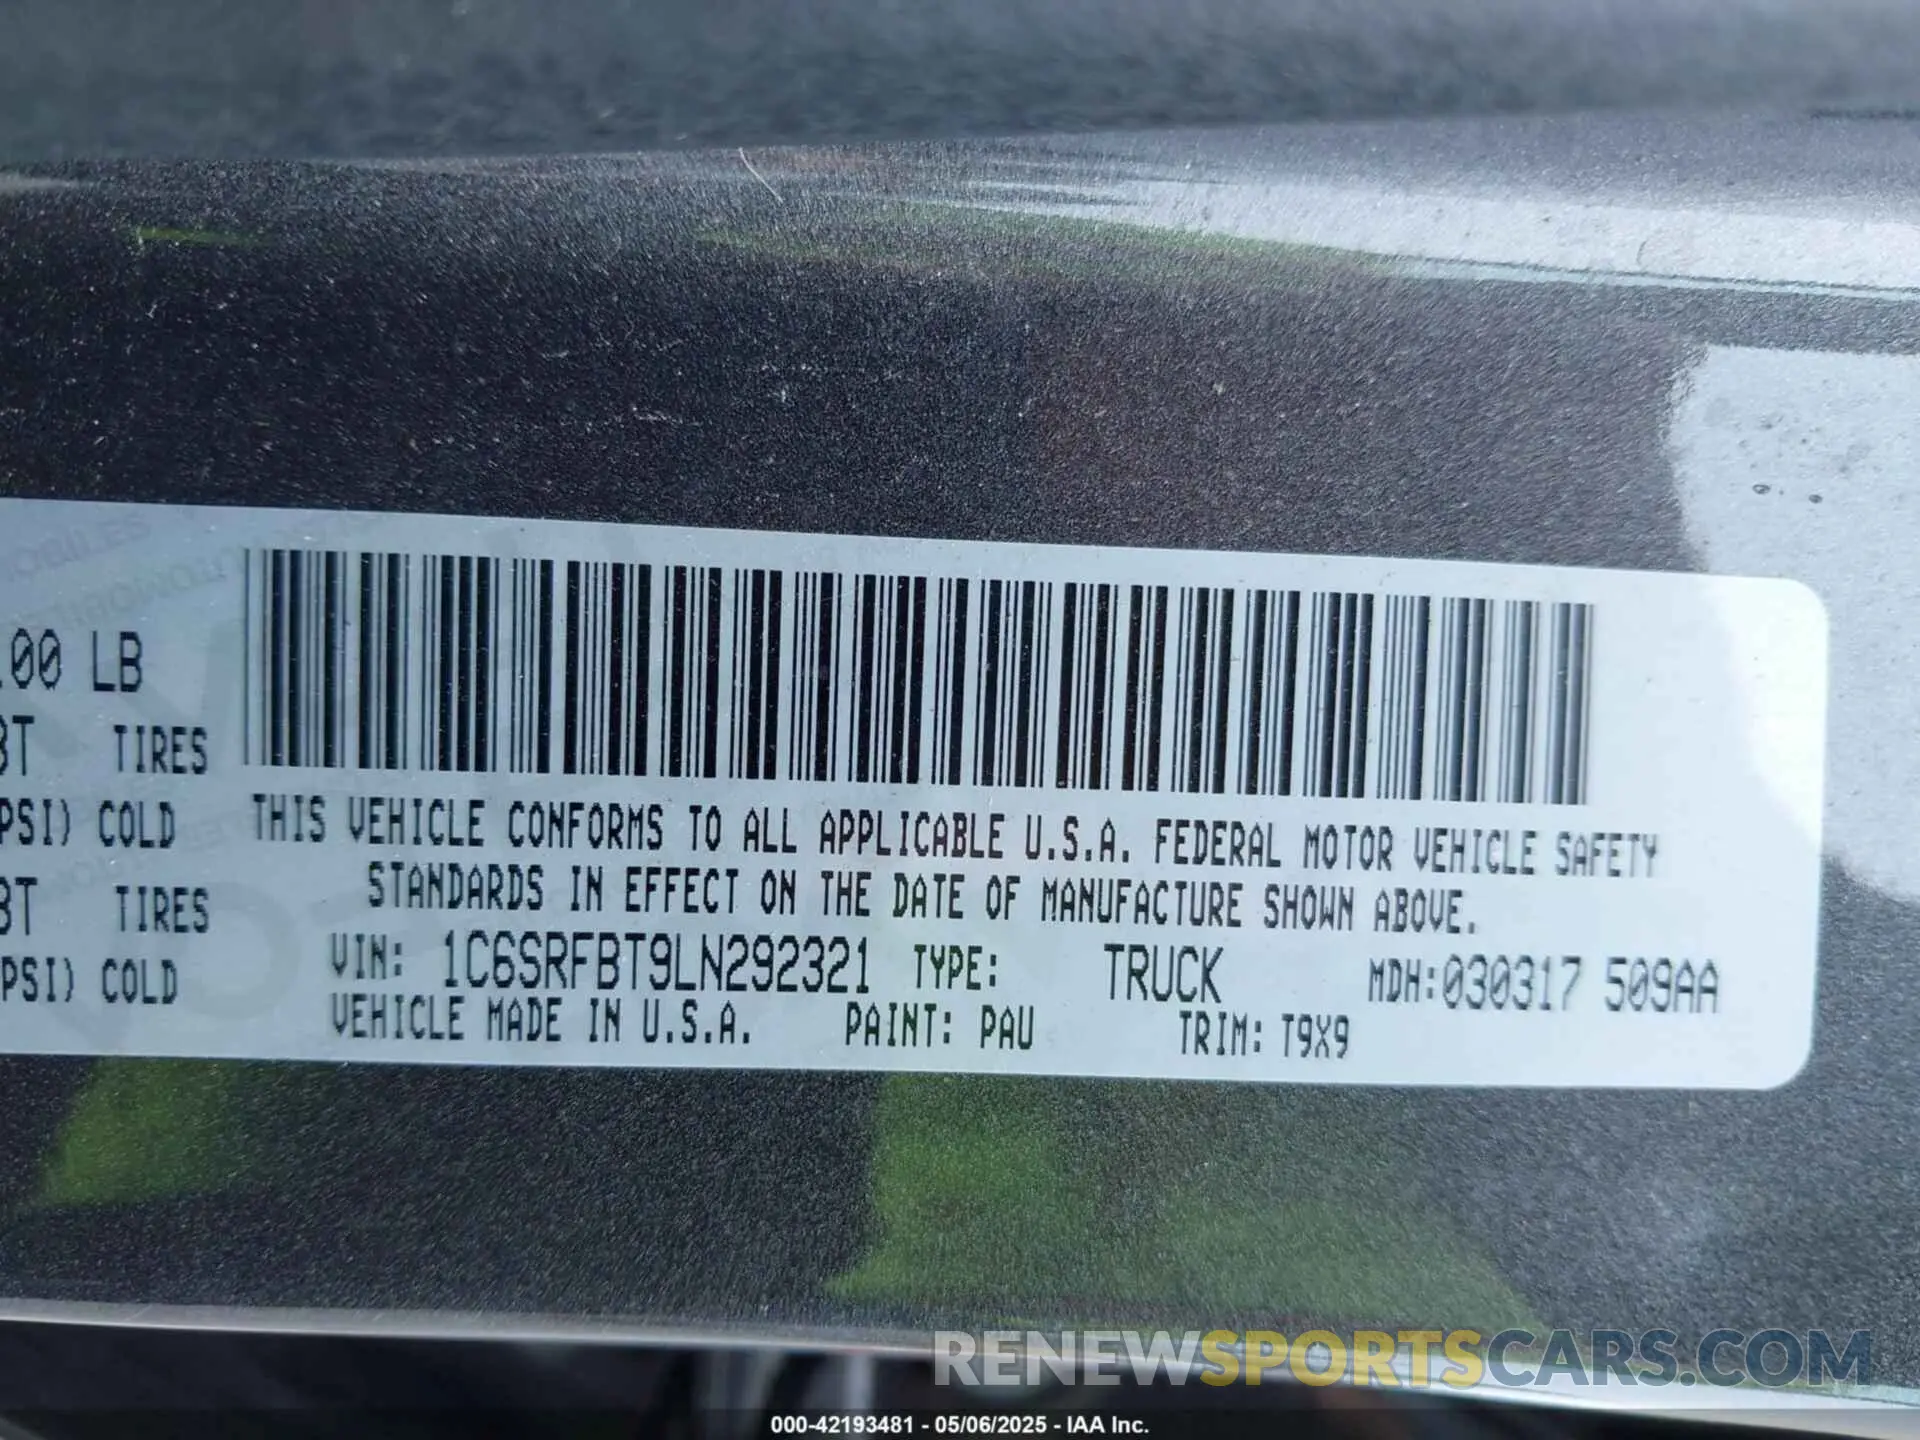 .00 LB
BT TIRES
PSI) COLD
BT TIRES
PSI) COLD
THIS VEHICLE CONFORMS TO ALL APPLICABLE U.S.A. FEDERAL MOTOR VEHICLE SAFETY
STANDARDS IN EFFECT ON THE DATE OF MANUFACTURE SHOWN ABOVE.
VIN: 1C6SRFBT9LN292321 TYPE: TRUCK MDH:030317 509AA
VEHICLE MADE IN U.S.A. PAINT: PAU TRIM: T9X9
RENEWSPORTSCARS.COM
000-42193481 - 05/06/2025 - IAA Inc.